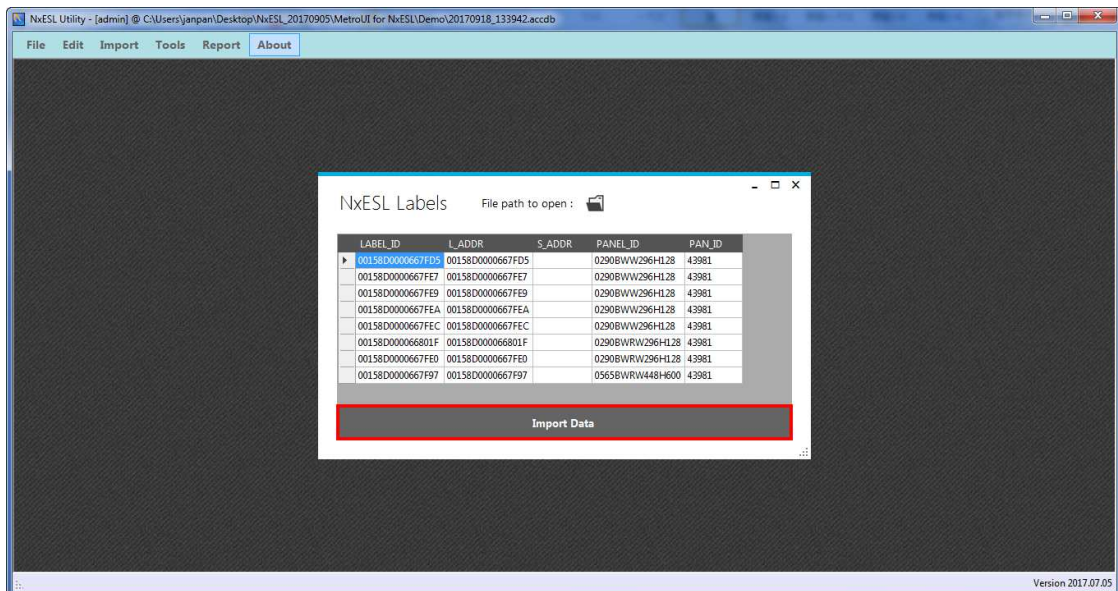 NxESL Utility - [admin] @ C:\Users\janpan\Desktop\NxESL_20170905\MetroUI for NxESL\Demo\20170918_133942.accdb
File Edit Import Tools Report About
NxESL Labels File path to open :
LABEL_ID L_ADDR S_ADDR PANEL_ID PAN_ID
00158D0000667FD5 00158D0000667FD5 0290BWW296H128 43981
00158D0000667FE7 00158D0000667FE7 0290BWW296H128 43981
00158D0000667FE9 00158D0000667FE9 0290BWW296H128 43981
00158D0000667FEA 00158D0000667FEA 0290BWW296H128 43981
00158D0000667FEC 00158D0000667FEC 0290BWW296H128 43981
00158D000066801F 00158D000066801F 0290BWRW296H128 43981
00158D0000667FE0 00158D0000667FE0 0290BWRW296H128 43981
00158D0000667F97 00158D0000667F97 0565BWRW448H600 43981
Import Data
Version 2017.07.05